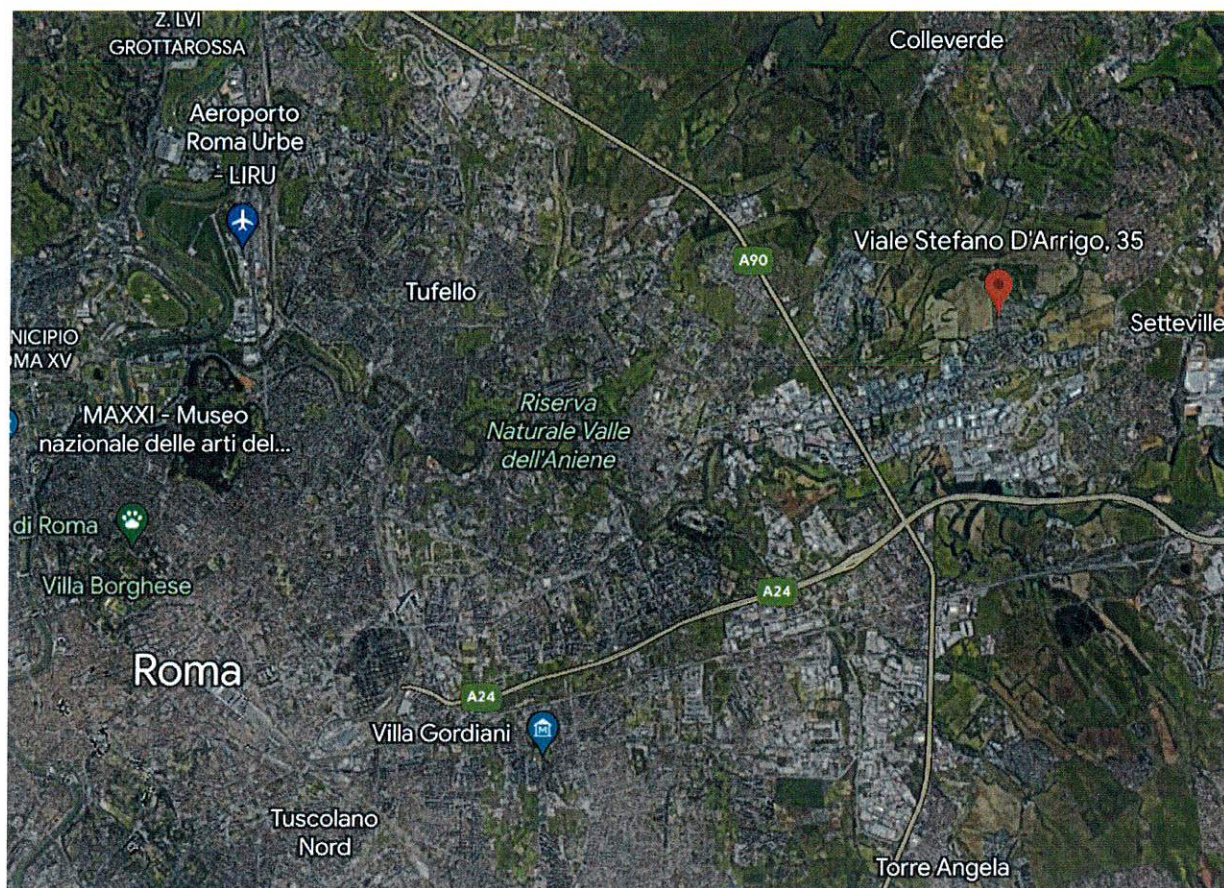 Z. LVI
GROTTAROSSA
Colleverde
Aeroporto
Roma Urbe
- LIRU
Viale Stefano D'Arrigo, 35
A90
Tufello
NICIPIO
OMA XV
Setteville
MAXXI - Museo
nazionale delle arti del...
Riserva
Naturale Valle
dell'Aniene
di Roma
Villa Borghese
A24
Roma
A24
Villa Gordiani
M
Tuscolano
Nord
Torre Angela